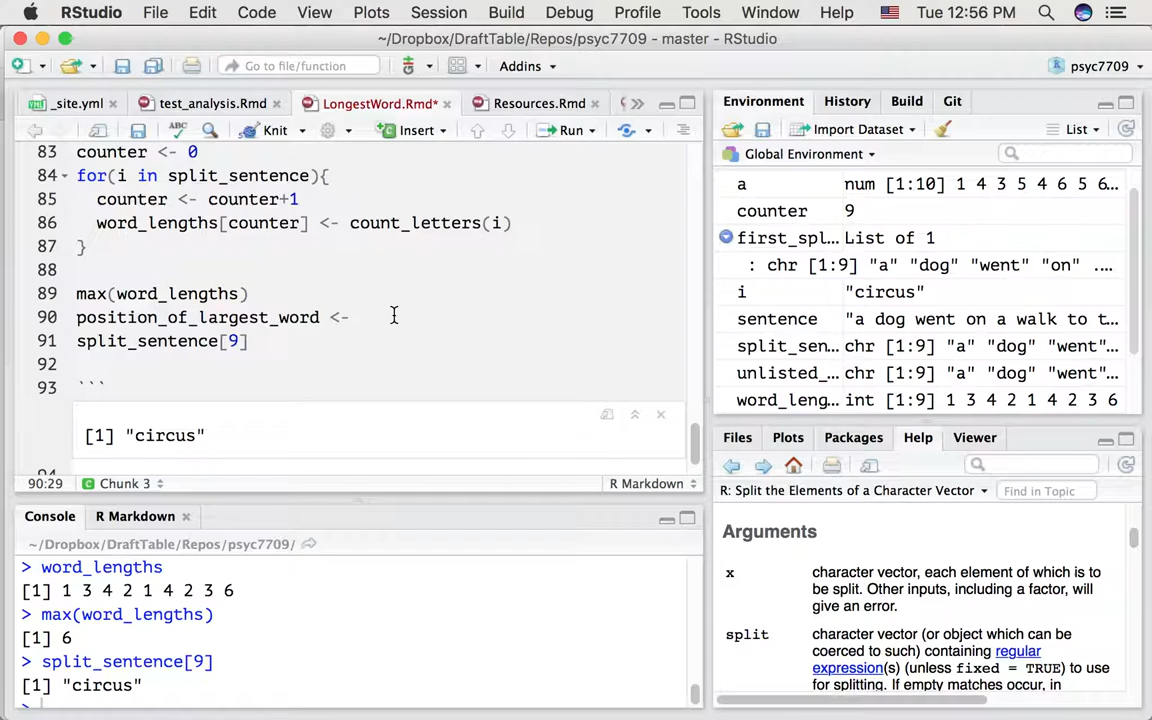 RStudio File Edit Code View Plots Session Build Debug Profile Tools Window Help Tue 12:56 PM
~/Dropbox/DraftTable/Repos/psyc7709 - master - RStudio
Go to file/function Addins psyc7709
_site.yml test_analysis.Rmd LongestWord.Rmd* Resources.Rmd
ABC Knit Insert Run
83 counter <- 0
84 for(i in split_sentence){
85 counter <- counter+1
86 word_lengths[counter] <- count_letters(i)
87 }
88
89 max(word_lengths)
90 position_of_largest_word <-
91 split_sentence[9]
92
93 ```
[1] "circus"
90:29 Chunk 3 R Markdown
Console R Markdown
~/Dropbox/DraftTable/Repos/psyc7709/
> word_lengths
[1] 1 3 4 2 1 4 2 3 6
> max(word_lengths)
[1] 6
> split_sentence[9]
[1] "circus"
>
Environment History Build Git
Import Dataset List
Global Environment
a num [1:10] 1 4 3 5 4 6 5 6…
counter 9
first_spl… List of 1
: chr [1:9] "a" "dog" "went" "on" ….
i "circus"
sentence "a dog went on a walk to t…
split_sen… chr [1:9] "a" "dog" "went"…
unlisted_… chr [1:9] "a" "dog" "went"…
word_leng… int [1:9] 1 3 4 2 1 4 2 3 6
Files Plots Packages Help Viewer
R: Split the Elements of a Character Vector Find in Topic
Arguments
x character vector, each element of which is to
be split. Other inputs, including a factor, will
give an error.
split character vector (or object which can be
coerced to such) containing regular
expression(s) (unless fixed = TRUE) to use
for splitting. If empty matches occur, in